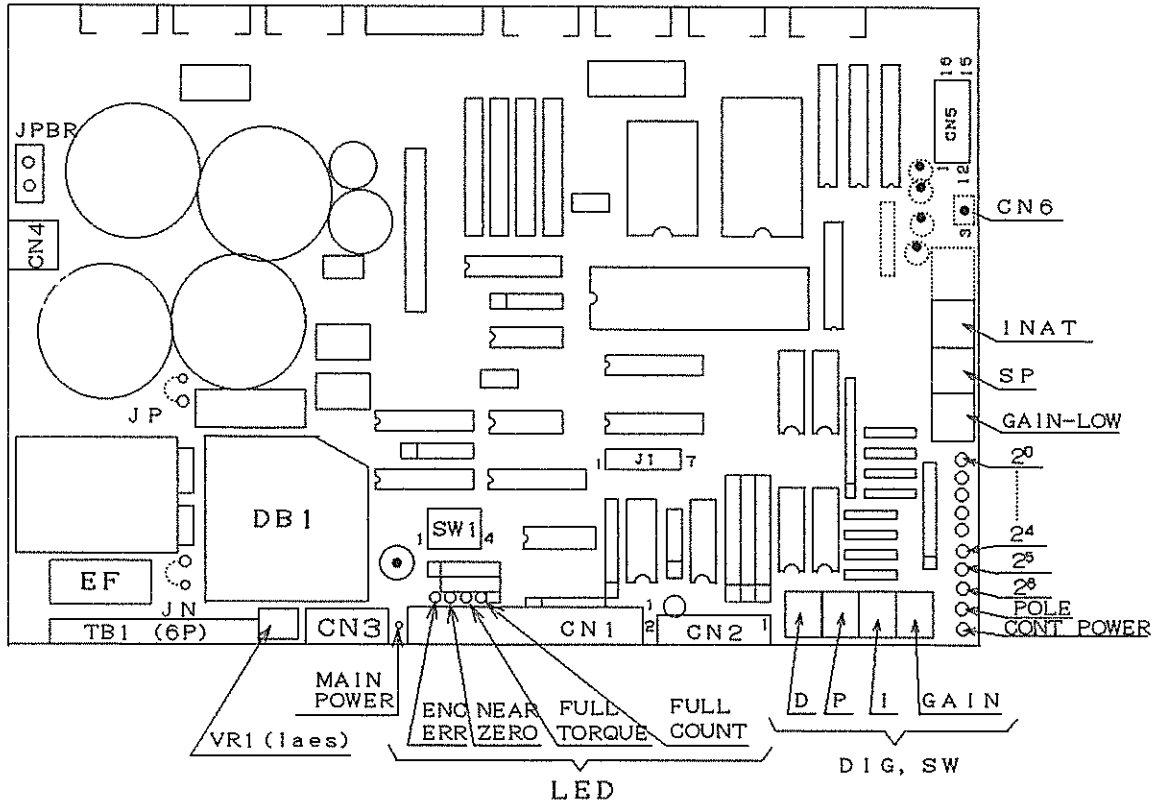 JPBR
CN4
JP
EF
DB1
JN
TB1 (6P)
CN3
SW1
1
4
1
J1
7
CN1
1
2
CN2
1
16
15
CN5
1
12
3
CN6
INAT
SP
GAIN-LOW
2⁰
2⁴
2⁵
2⁶
POLE
CONT POWER
MAIN
POWER
VR1 (laes)
ENC
ERR
NEAR
ZERO
FULL
TORQUE
FULL
COUNT
LED
D
P
I
GAIN
DIG, SW